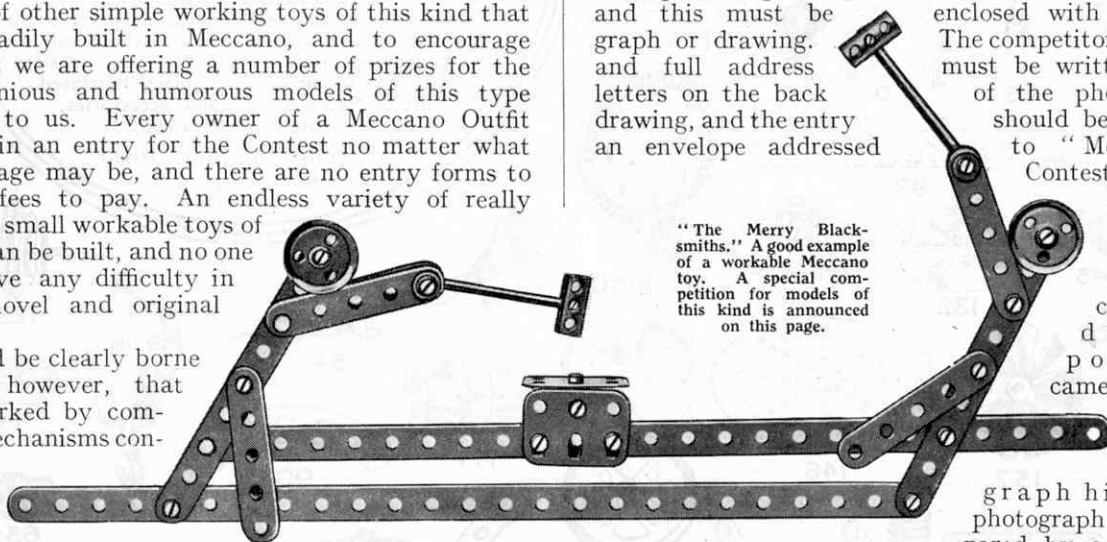 of other simple working toys of this kind that
adily built in Meccano, and to encourage
we are offering a number of prizes for the
nious and humorous models of this type
to us. Every owner of a Meccano Outfit
in an entry for the Contest no matter what
age may be, and there are no entry forms to
fees to pay. An endless variety of really
small workable toys of
an be built, and no one
ve any difficulty in
ovel and original
d be clearly borne
however, that
rked by com-
echanisms con-
and this must be
graph or drawing.
and full address
letters on the back
drawing, and the entry
an envelope addressed
enclosed with
The competitor
must be writt
of the pho
should be
to "Me
Contest
"The Merry Black-
smiths." A good example
of a workable Meccano
toy. A special com-
petition for models of
this kind is announced
on this page.
c
d
p o
came
graph hi
photograph